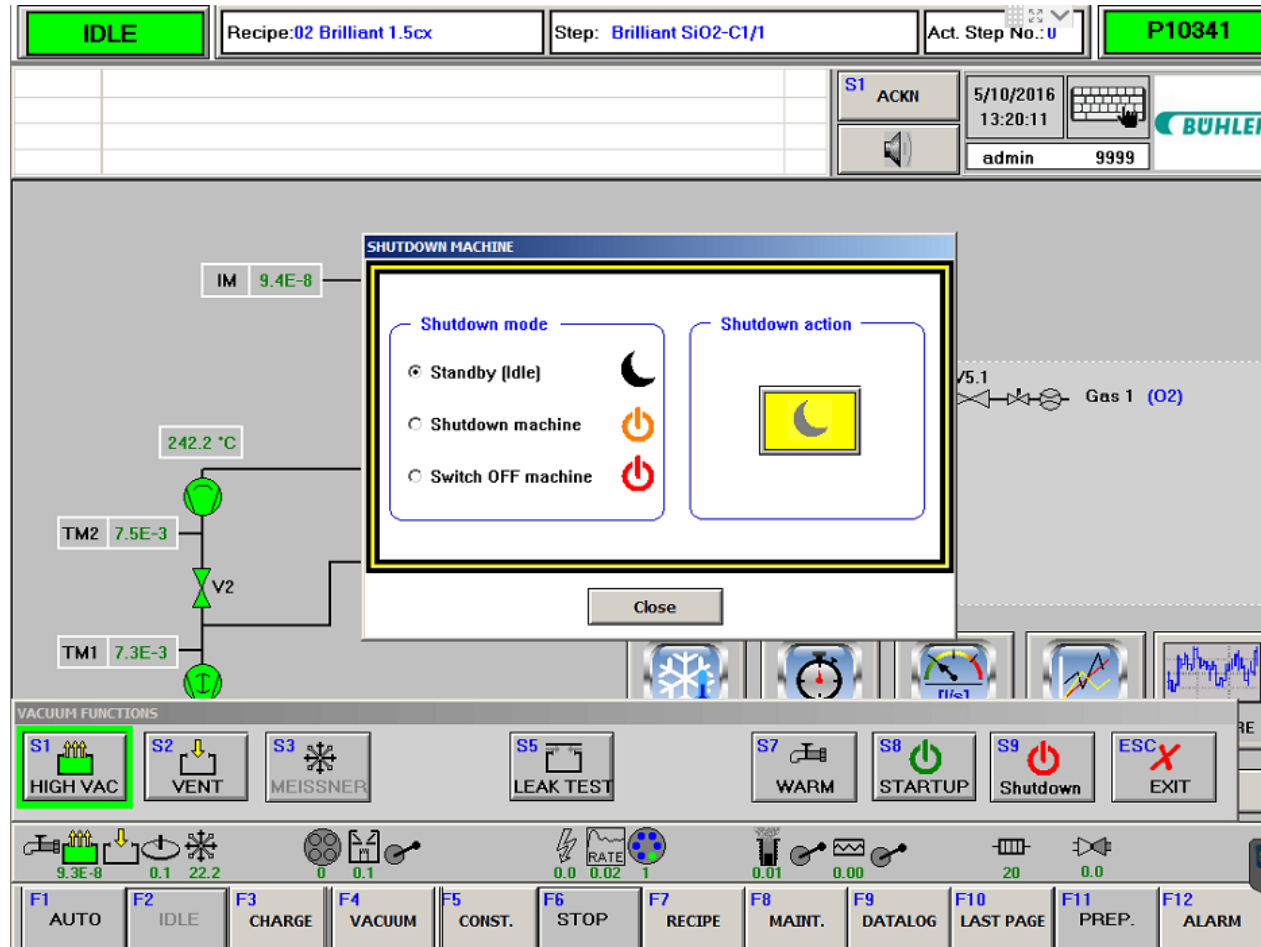 IDLE
Recipe:02 Brilliant 1.5cx
Step: Brilliant SiO2-C1/1
Act. Step No.: 0
P10341
S1 ACKN
5/10/2016
13:20:11
admin 9999
BÜHLER
SHUTDOWN MACHINE
IM 9.4E-8
Shutdown mode
Standby (Idle)
Shutdown machine
Switch OFF machine
Shutdown action
V5.1
Gas 1 (O2)
242.2 °C
TM2 7.5E-3
V2
TM1 7.3E-3
Close
[l/s]
RE
VACUUM FUNCTIONS
S1 HIGH VAC
S2 VENT
S3 MEISSNER
S5 LEAK TEST
S7 WARM
S8 STARTUP
S9 Shutdown
ESC EXIT
RATE
9.3E-8 0.1 22.2 0 0.1 0.0 0.02 1 0.01 0.00 20 0.0
F1 AUTO
F2 IDLE
F3 CHARGE
F4 VACUUM
F5 CONST.
F6 STOP
F7 RECIPE
F8 MAINT.
F9 DATALOG
F10 LAST PAGE
F11 PREP.
F12 ALARM